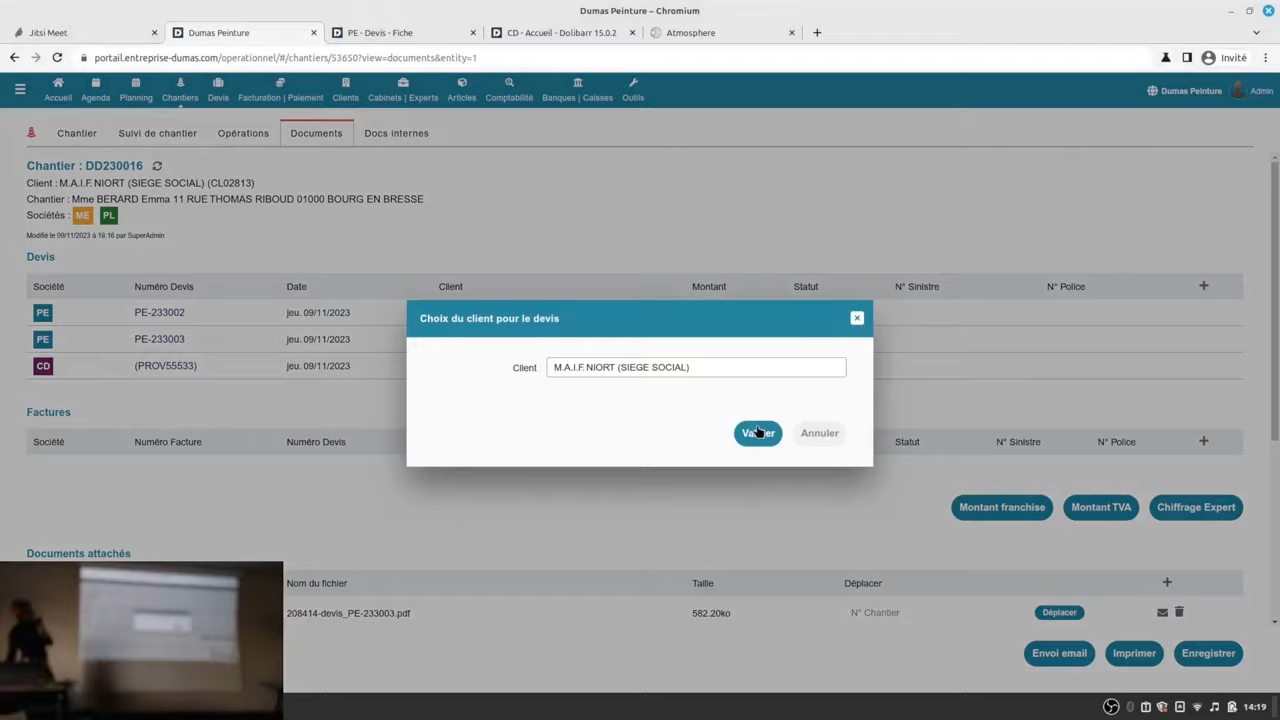 Dumas Peinture - Chromium
Jitsi Meet
Dumas Peinture
PE - Devis - Fiche
CD - Accueil - Dolibarr 15.0.2
Atmosphere
portail.entreprise-dumas.com/operationnel/#/chantiers/53650?view=documents&entity=1
Invité
Accueil
Agenda
Planning
Chantiers
Devis
Facturation | Paiement
Clients
Cabinets | Experts
Articles
Comptabilité
Banques | Caisses
Outils
Dumas Peinture
Admin
Chantier
Suivi de chantier
Opérations
Documents
Docs internes
Chantier : DD230016
Client : M.A.I.F. NIORT (SIEGE SOCIAL) (CL02813)
Chantier : Mme BERARD Emma 11 RUE THOMAS RIBOUD 01000 BOURG EN BRESSE
Sociétés : ME PL
Modifié le 09/11/2023 à 18:16 par SuperAdmin
Devis
Société Numéro Devis Date Client Montant Statut N° Sinistre N° Police
PE PE-233002 jeu. 09/11/2023
PE PE-233003 jeu. 09/11/2023
CD (PROV55533) jeu. 09/11/2023
Choix du client pour le devis
Client M.A.I.F. NIORT (SIEGE SOCIAL)
Annuler
Factures
Société Numéro Facture Numéro Devis Statut N° Sinistre N° Police
Montant franchise Montant TVA Chiffrage Expert
Documents attachés
Nom du fichier Taille Déplacer
208414-devis_PE-233003.pdf 582.20ko N° Chantier Déplacer
Envoi email Imprimer Enregistrer
14:19